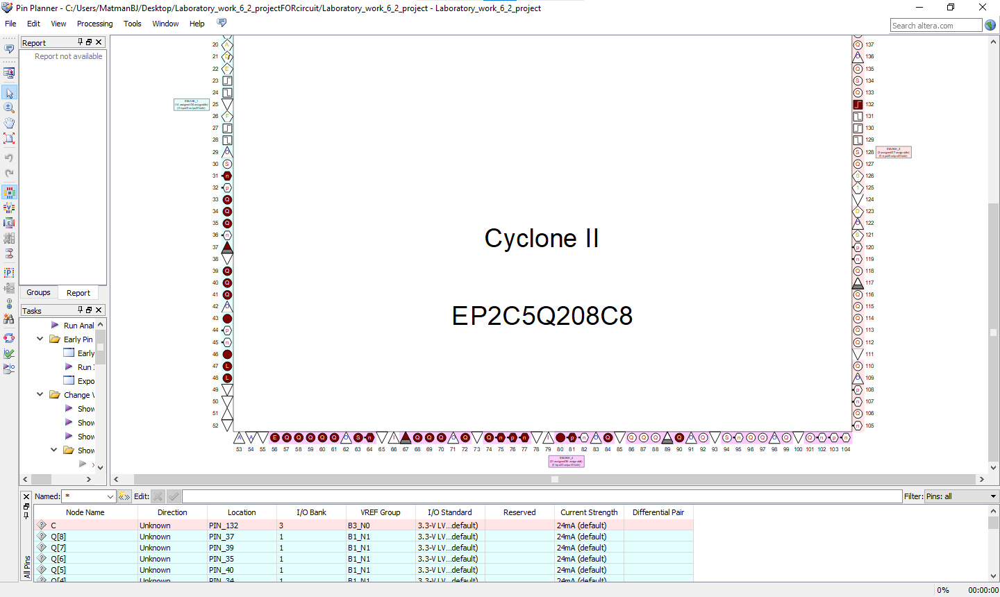 Pin Planner - C:/Users/MatmanBJ/Desktop/Laboratory_work_6_2_projectFORcircuit/Laboratory_work_6_2_project - Laboratory_work_6_2_project
File Edit View Processing Tools Window Help
Search altera.com
Report
Report not available
Groups Report
Tasks
Run Anal
Early Pin
Early
Run I
Expo
Change V
Show
Show
Show
Show
20
21
22
23
24
25
26
27
28
29
30
31
32
33
34
35
36
37
38
39
40
41
42
43
44
45
46
47
48
49
50
51
52
IOBANK_1
Cyclone II
EP2C5Q208C8
137
136
135
134
133
132
131
130
129
128
127
126
125
124
123
122
121
120
119
118
117
116
115
114
113
112
111
110
109
108
107
106
105
IOBANK_3
53 54 55 56 57 58 59 60 61 62 63 64 65 66 67 68 69 70 71 72 73 74 75 76 77 78 79 80 81 82 83 84 85 86 87 88 89 90 91 92 93 94 95 96 97 98 99 100 101 102 103 104
IOBANK_4
Named: * Edit: Filter: Pins: all
Node Name Direction Location I/O Bank VREF Group I/O Standard Reserved Current Strength Differential Pair
C Unknown PIN_132 3 B3_N0 3.3-V LV...default) 24mA (default)
Q[8] Unknown PIN_37 1 B1_N1 3.3-V LV...default) 24mA (default)
Q[7] Unknown PIN_39 1 B1_N1 3.3-V LV...default) 24mA (default)
Q[6] Unknown PIN_35 1 B1_N1 3.3-V LV...default) 24mA (default)
Q[5] Unknown PIN_40 1 B1_N1 3.3-V LV...default) 24mA (default)
Q[4] Unknown PIN_34 1 B1_N1 3.3-V LV...default) 24mA (default)
All Pins
0% 00:00:00